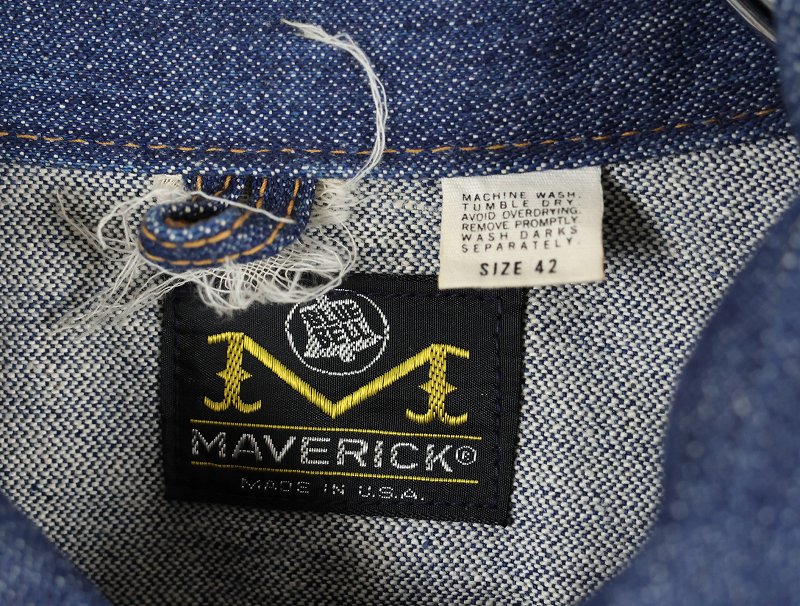 MACHINE WASH.
TUMBLE DRY
AVOID OVERDRYING.
REMOVE PROMPTLY
WASH DARKS
SEPARATELY.
SIZE 42
M
MAVERICK®
MADE IN U.S.A.